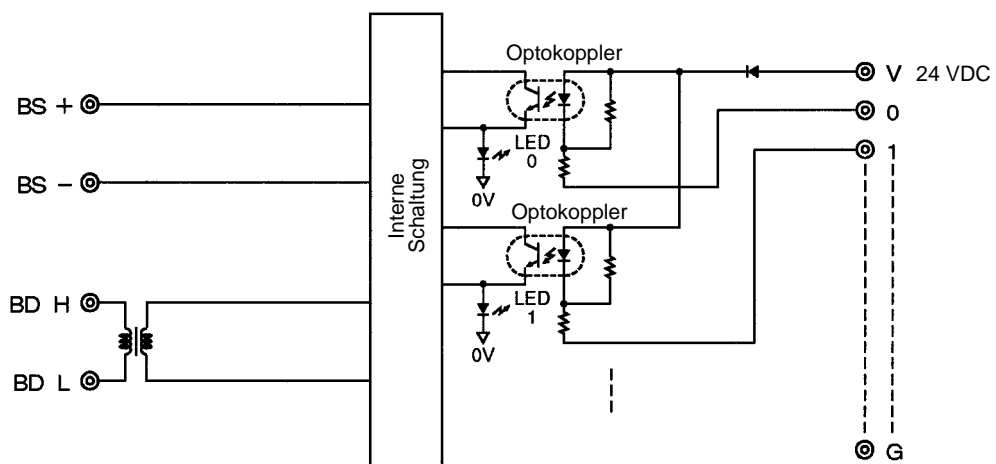 Optokoppler
V 24 VDC
BS +
0
LED
0
1
0V
BS -
Interne
Schaltung
Optokoppler
BD H
LED
1
0V
BD L
G